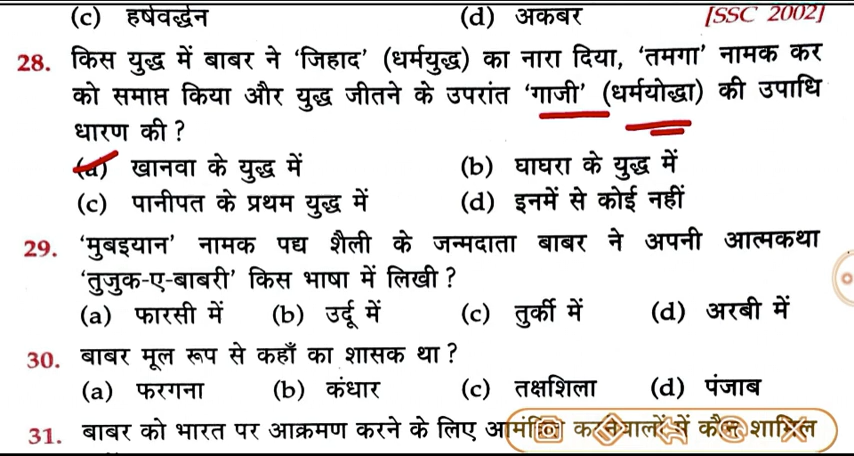 (c) हर्षवर्द्धन (d) अकबर [SSC 2002]
28. किस युद्ध में बाबर ने 'जिहाद' (धर्मयुद्ध) का नारा दिया, 'तमगा' नामक कर
को समाप्त किया और युद्ध जीतने के उपरांत 'गाजी' (धर्मयोद्धा) की उपाधि
धारण की ?
(a) खानवा के युद्ध में (b) घाघरा के युद्ध में
(c) पानीपत के प्रथम युद्ध में (d) इनमें से कोई नहीं
29. 'मुबइयान' नामक पद्य शैली के जन्मदाता बाबर ने अपनी आत्मकथा
'तुजुक-ए-बाबरी' किस भाषा में लिखी ?
(a) फारसी में (b) उर्दू में (c) तुर्की में (d) अरबी में
30. बाबर मूल रूप से कहाँ का शासक था ?
(a) फरगना (b) कंधार (c) तक्षशिला (d) पंजाब
31. बाबर को भारत पर आक्रमण करने के लिए में कौन शामिल